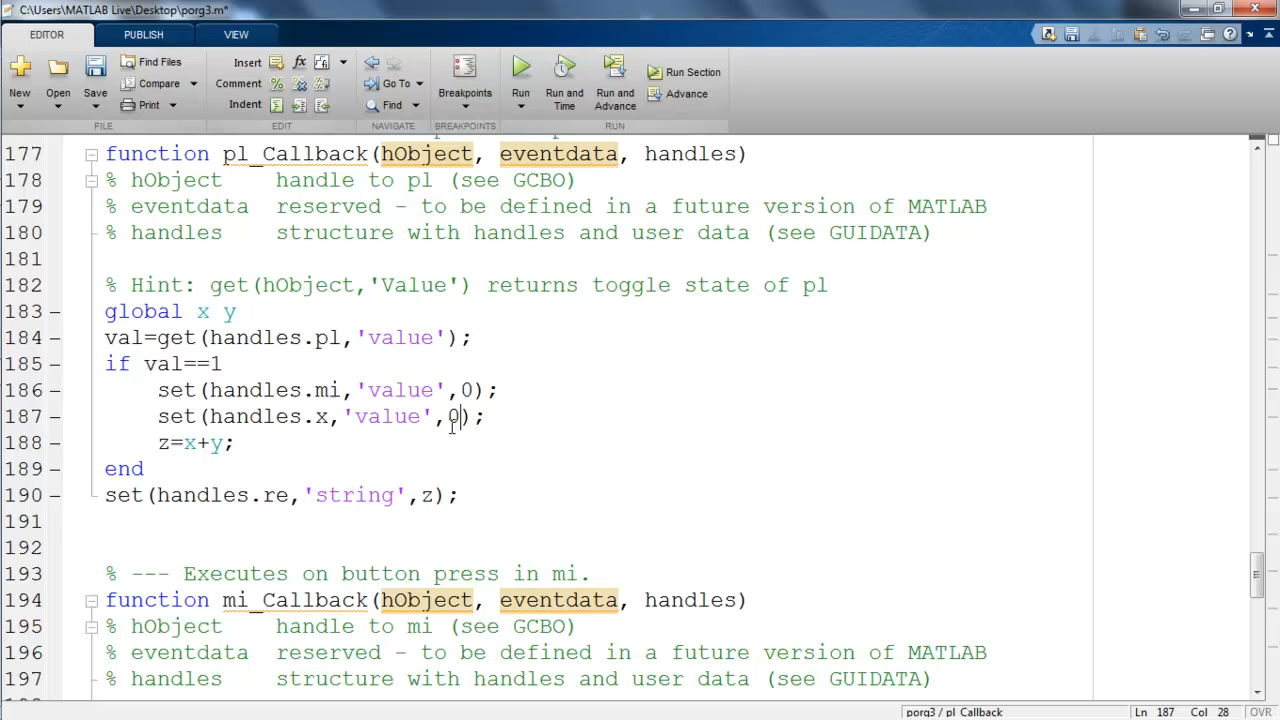 C:\Users\MATLAB Live\Desktop\porg3.m*
EDITOR PUBLISH VIEW
New Open Save Find Files Compare Print
Insert Comment Indent
Go To Find
Breakpoints
Run Run and Time Run and Advance Run Section Advance
FILE EDIT NAVIGATE BREAKPOINTS RUN
177 function pl_Callback(hObject, eventdata, handles)
178 % hObject    handle to pl (see GCBO)
179 % eventdata  reserved - to be defined in a future version of MATLAB
180 % handles    structure with handles and user data (see GUIDATA)
181
182 % Hint: get(hObject,'Value') returns toggle state of pl
183 – global x y
184 – val=get(handles.pl,'value');
185 – if val==1
186 –     set(handles.mi,'value',0);
187 –     set(handles.x,'value',0);
188 –     z=x+y;
189 – end
190 – set(handles.re,'string',z);
191
192
193 % --- Executes on button press in mi.
194 function mi_Callback(hObject, eventdata, handles)
195 % hObject    handle to mi (see GCBO)
196 % eventdata  reserved - to be defined in a future version of MATLAB
197 % handles    structure with handles and user data (see GUIDATA)
porg3 / pl_Callback Ln 187 Col 28 OVR